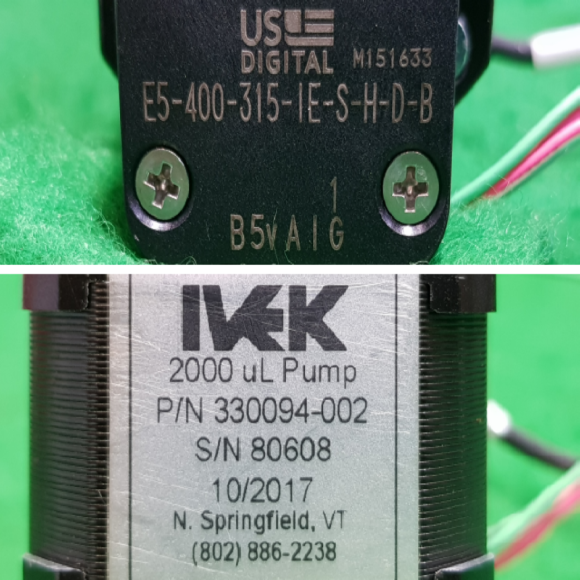 US
DIGITAL M151633
E5-400-315-IE-S-H-D-B
1
B5VAIG
IVEK
2000 uL Pump
P/N 330094-002
S/N 80608
10/2017
N. Springfield, VT
(802) 886-2238